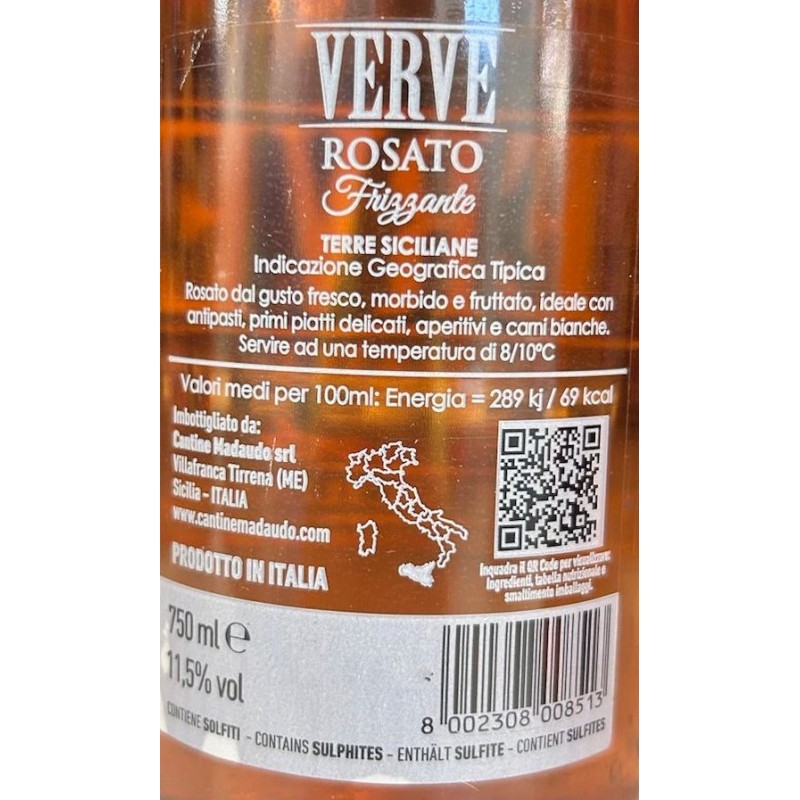 VERVE
ROSATO
Frizzante
TERRE SICILIANE
Indicazione Geografica Tipica
Rosato dal gusto fresco, morbido e fruttato, ideale con
antipasti, primi piatti delicati, aperitivi e carni bianche.
Servire ad una temperatura di 8/10°C
Valori medi per 100ml: Energia = 289 kj / 69 kcal
Imbottigliato da:
Cantine Madaudo srl
Villafranca Tirrena (ME)
Sicilia - ITALIA
www.cantinemadaudo.com
PRODOTTO IN ITALIA
Inquadra il QR Code per visualizzare:
Ingredienti, tabella nutrizionale e
smaltimento imballaggi.
750 ml e
11,5% vol
8 002308 008513
CONTIENE SOLFITI - CONTAINS SULPHITES - ENTHÄLT SULFITE - CONTIENT SULFITES